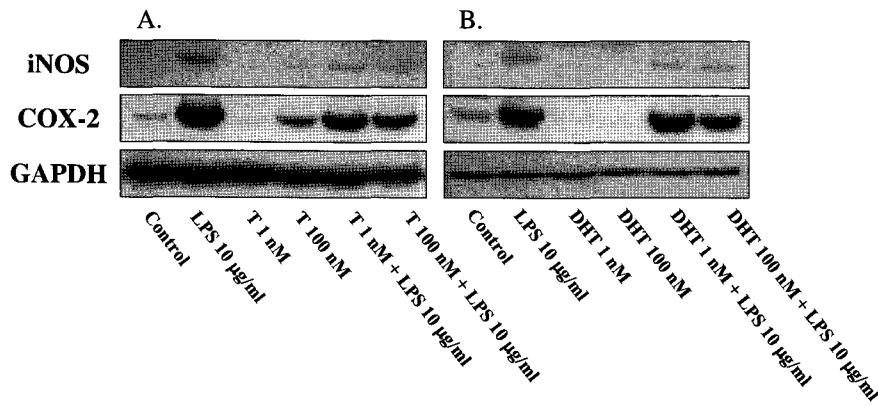 A.
B.
iNOS
COX-2
GAPDH
Control
LPS 10 µg/ml
T 1 nM
T 100 nM
T 1 nM + LPS 10 µg/ml
T 100 nM + LPS 10 µg/ml
Control
LPS 10 µg/ml
DHT 1 nM
DHT 100 nM
DHT 1 nM + LPS 10 µg/ml
DHT 100 nM + LPS 10 µg/ml